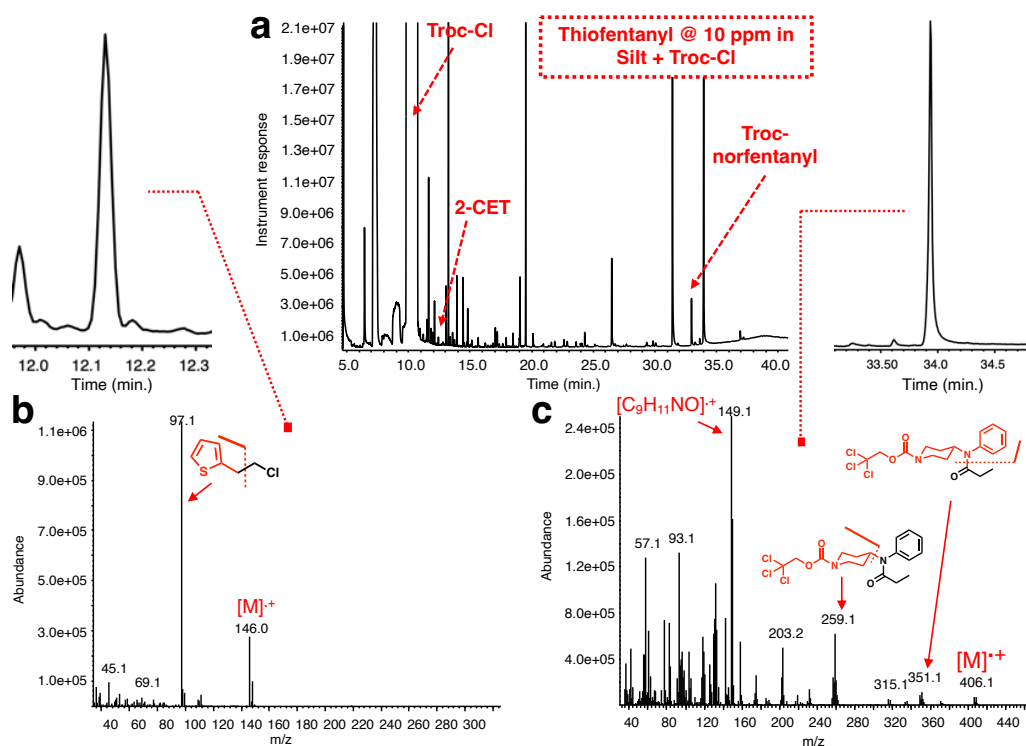 a
2.1e+07
1.9e+07
1.7e+07
1.5e+07
1.3e+07
1.1e+07
9.0e+06
7.0e+06
5.0e+06
3.0e+06
1.0e+06
Instrument response
5.0
10.0
15.0
20.0
25.0
30.0
35.0
40.0
Time (min.)
Troc-Cl
2-CET
Thiofentanyl @ 10 ppm in
Silt + Troc-Cl
Troc-
norfentanyl
12.0
12.1
12.2
12.3
Time (min.)
33.50
34.0
34.5
Time (min.)
b
1.1e+06
9.0e+05
7.0e+05
5.0e+05
3.0e+05
1.0e+05
Abundance
97.1
S
Cl
[M]·+
146.0
45.1
69.1
40
80
120
160
200
240
280
m/z
c
2.4e+05
2.0e+05
1.6e+05
1.2e+05
8.0e+04
4.0e+04
Abundance
[C9H11NO]·+
149.1
57.1
93.1
203.2
259.1
315.1
351.1
[M]·+
406.1
Cl
Cl
Cl
O
O
N
N
O
Cl
Cl
Cl
O
O
N
N
O
40
80
120
160
200
240
280
320
360
400
440
m/z